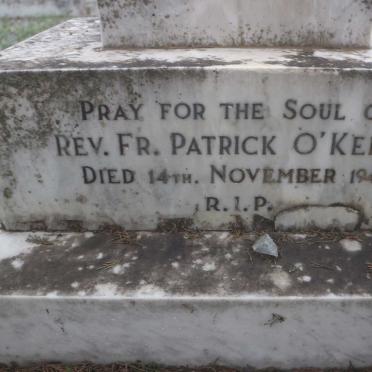 PRAY FOR THE SOUL
REV. FR. PATRICK
DIED 14TH. NOVEMBER
R.I.P.